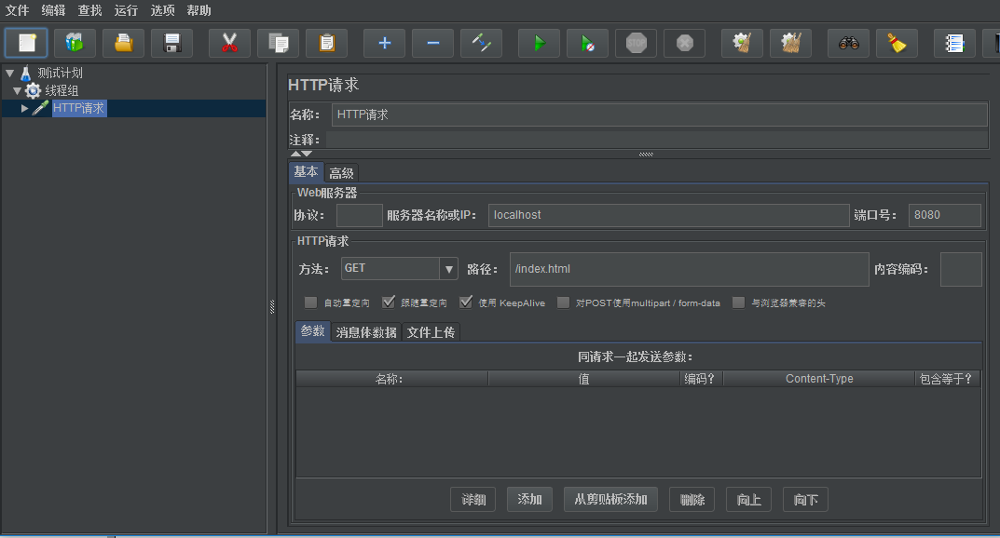 文件 编辑 查找 运行 选项 帮助
STOP
测试计划
线程组
HTTP请求
HTTP请求
名称： HTTP请求
注释：
基本 高级
Web服务器
协议： 服务器名称或IP： localhost 端口号： 8080
HTTP请求
方法： GET 路径： /index.html 内容编码：
自动重定向 跟随重定向 使用 KeepAlive 对POST使用multipart / form-data 与浏览器兼容的头
参数 消息体数据 文件上传
同请求一起发送参数：
名称： 值 编码？ Content-Type 包含等于？
详细 添加 从剪贴板添加 删除 向上 向下